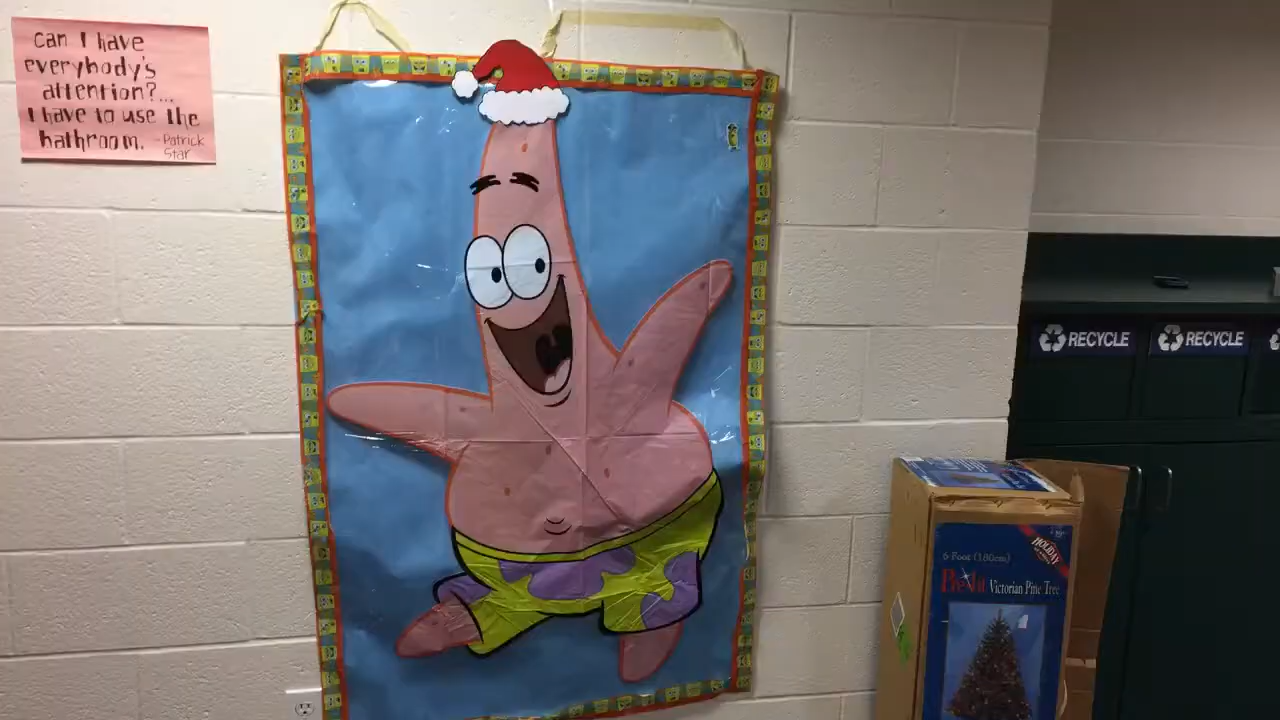 can I have
everybody's
attention?...
I have to use the
bathroom. -Patrick
Star
RECYCLE
RECYCLE
6 Foot (180cm)
HOLIDAY
Pre-lit Victorian Pine Tree